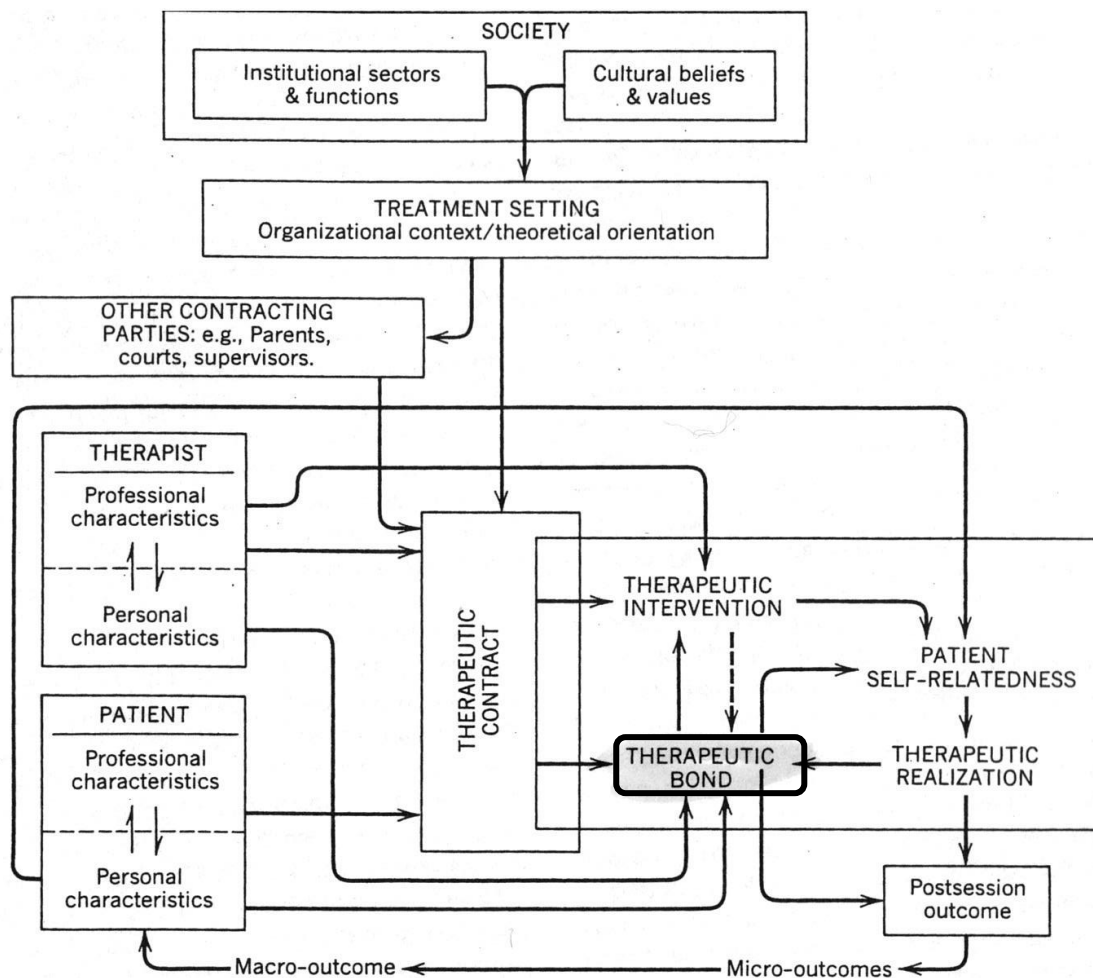 SOCIETY
Institutional sectors
& functions
Cultural beliefs
& values
TREATMENT SETTING
Organizational context/theoretical orientation
OTHER CONTRACTING
PARTIES: e.g., Parents,
courts, supervisors.
THERAPIST
Professional
characteristics
Personal
characteristics
PATIENT
Professional
characteristics
Personal
characteristics
THERAPEUTIC
CONTRACT
THERAPEUTIC
INTERVENTION
PATIENT
SELF-RELATEDNESS
THERAPEUTIC
BOND
THERAPEUTIC
REALIZATION
Postsession
outcome
Macro-outcome
Micro-outcomes